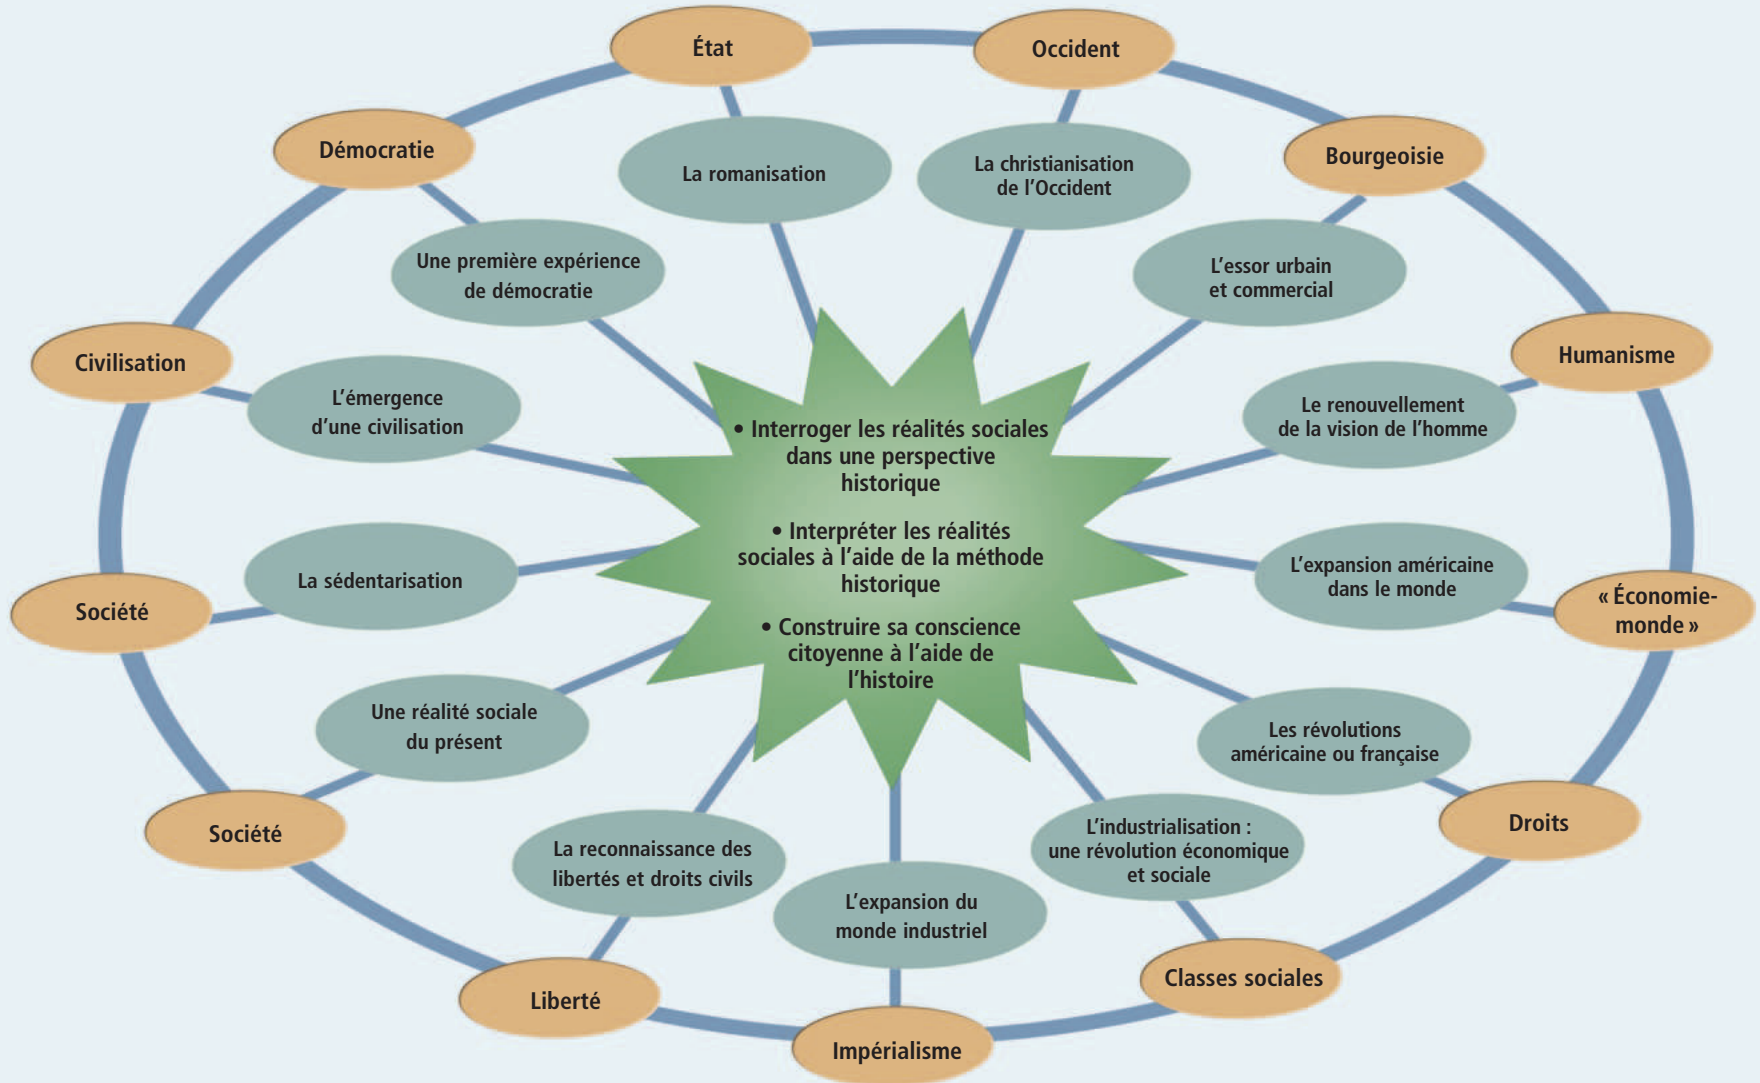 État
Occident
Démocratie
Bourgeoisie
La romanisation
La christianisation
de l'Occident
Une première expérience
de démocratie
L'essor urbain
et commercial
Civilisation
Humanisme
L'émergence
d'une civilisation
Le renouvellement
de la vision de l'homme
• Interroger les réalités sociales
dans une perspective
historique
• Interpréter les réalités
sociales à l'aide de la méthode
historique
• Construire sa conscience
citoyenne à l'aide de
l'histoire
La sédentarisation
L'expansion américaine
dans le monde
Société
« Économie-
monde »
Une réalité sociale
du présent
Les révolutions
américaine ou française
Société
Droits
La reconnaissance des
libertés et droits civils
L'industrialisation :
une révolution économique
et sociale
L'expansion du
monde industriel
Liberté
Classes sociales
Impérialisme